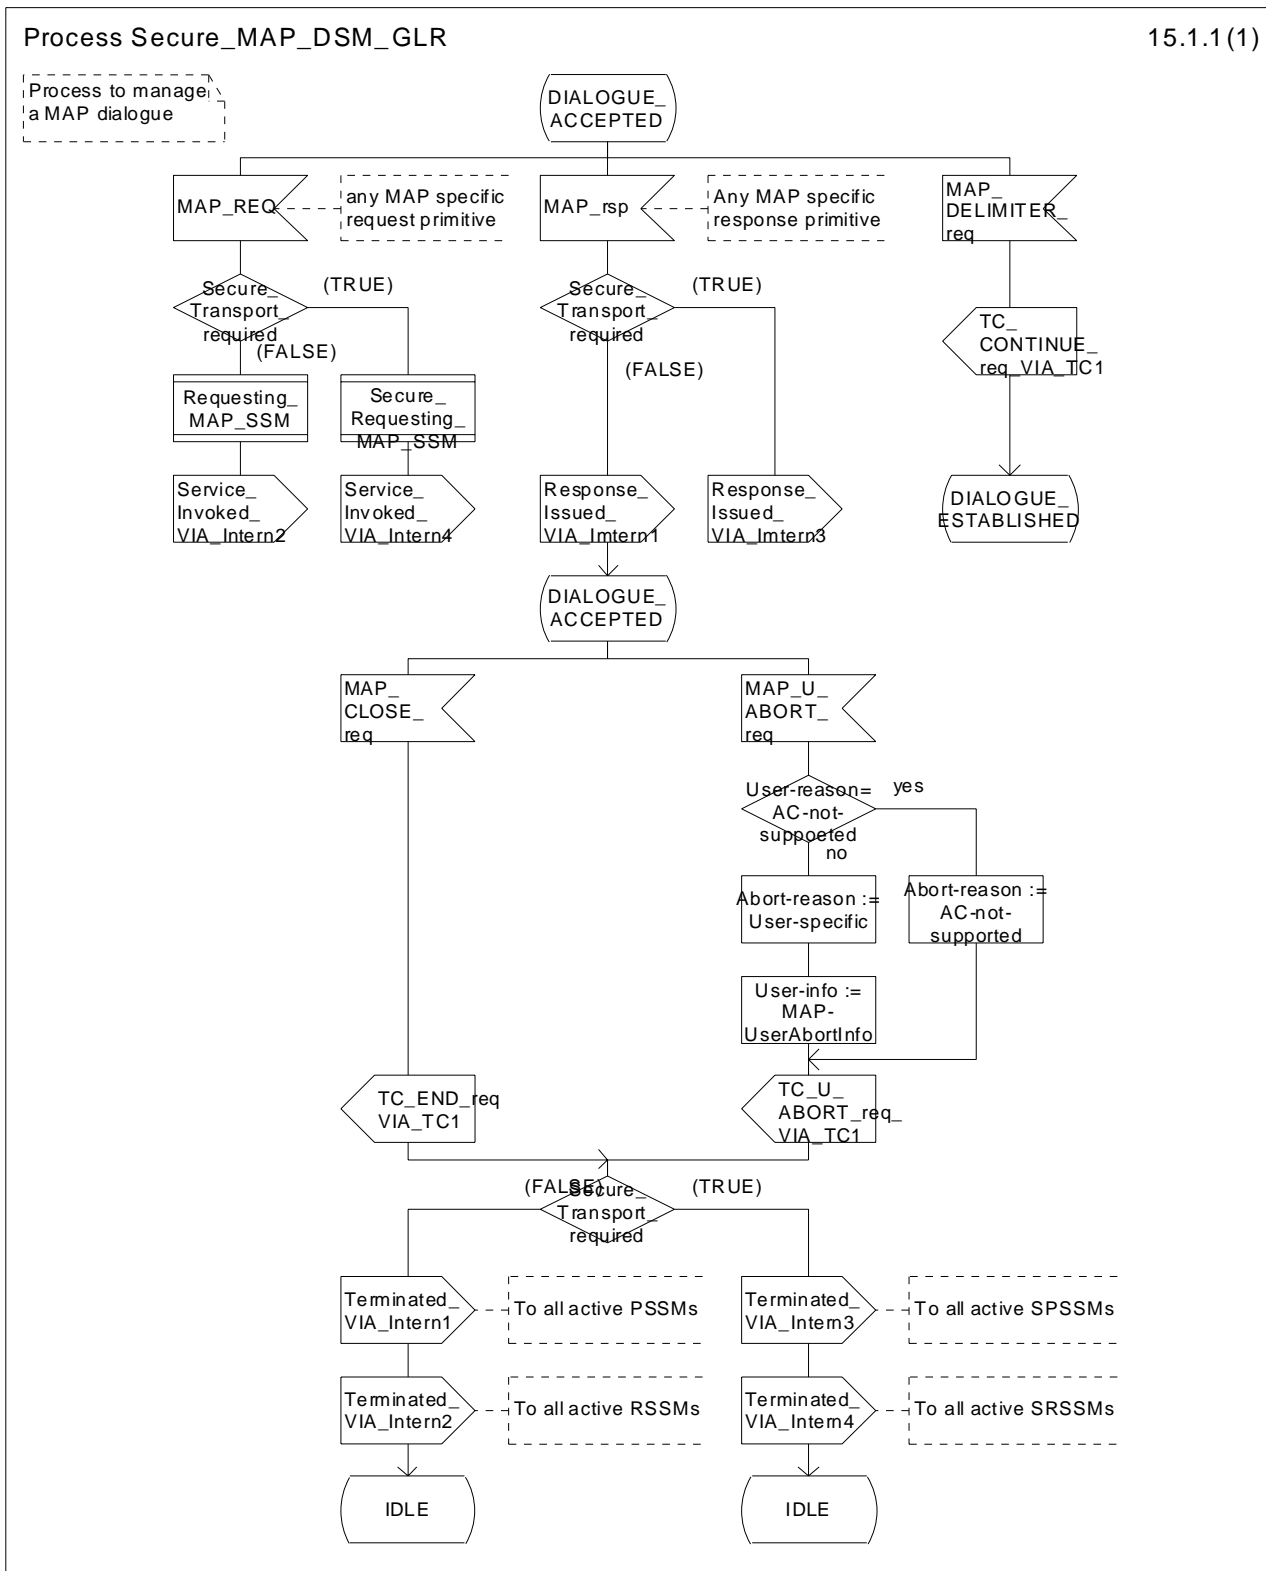 Process Secure_MAP_DSM_GLR
15.1.1(1)
Process to manage
a MAP dialogue
DIALOGUE_
ACCEPTED
MAP_REQ
any MAP specific
request primitive
MAP_rsp
Any MAP specific
response primitive
MAP_
DELIMITER_
req
Secure_
Transport_
required
(TRUE)
(FALSE)
Secure_
Transport_
required
(TRUE)
(FALSE)
TC_
CONTINUE_
req_VIA_TC1
Requesting_
MAP_SSM
Secure_
Requesting_
MAP_SSM
Service_
Invoked_
VIA_Intern2
Service_
Invoked_
VIA_Intern4
Response_
Issued_
VIA_Imtern1
Response_
Issued_
VIA_Imtern3
DIALOGUE_
ESTABLISHED
DIALOGUE_
ACCEPTED
MAP_
CLOSE_
req
MAP_U_
ABORT_
req
User-reason=
AC-not-
suppoeted
yes
no
Abort-reason :=
User-specific
Abort-reason :=
AC-not-
supported
User-info :=
MAP-
UserAbortInfo
TC_END_req
VIA_TC1
TC_U_
ABORT_req_
VIA_TC1
(FALSE)
Secure_
Transport_
required
(TRUE)
Terminated_
VIA_Intern1
To all active PSSMs
Terminated_
VIA_Intern3
To all active SPSSMs
Terminated_
VIA_Intern2
To all active RSSMs
Terminated_
VIA_Intern4
To all active SRSSMs
IDLE
IDLE